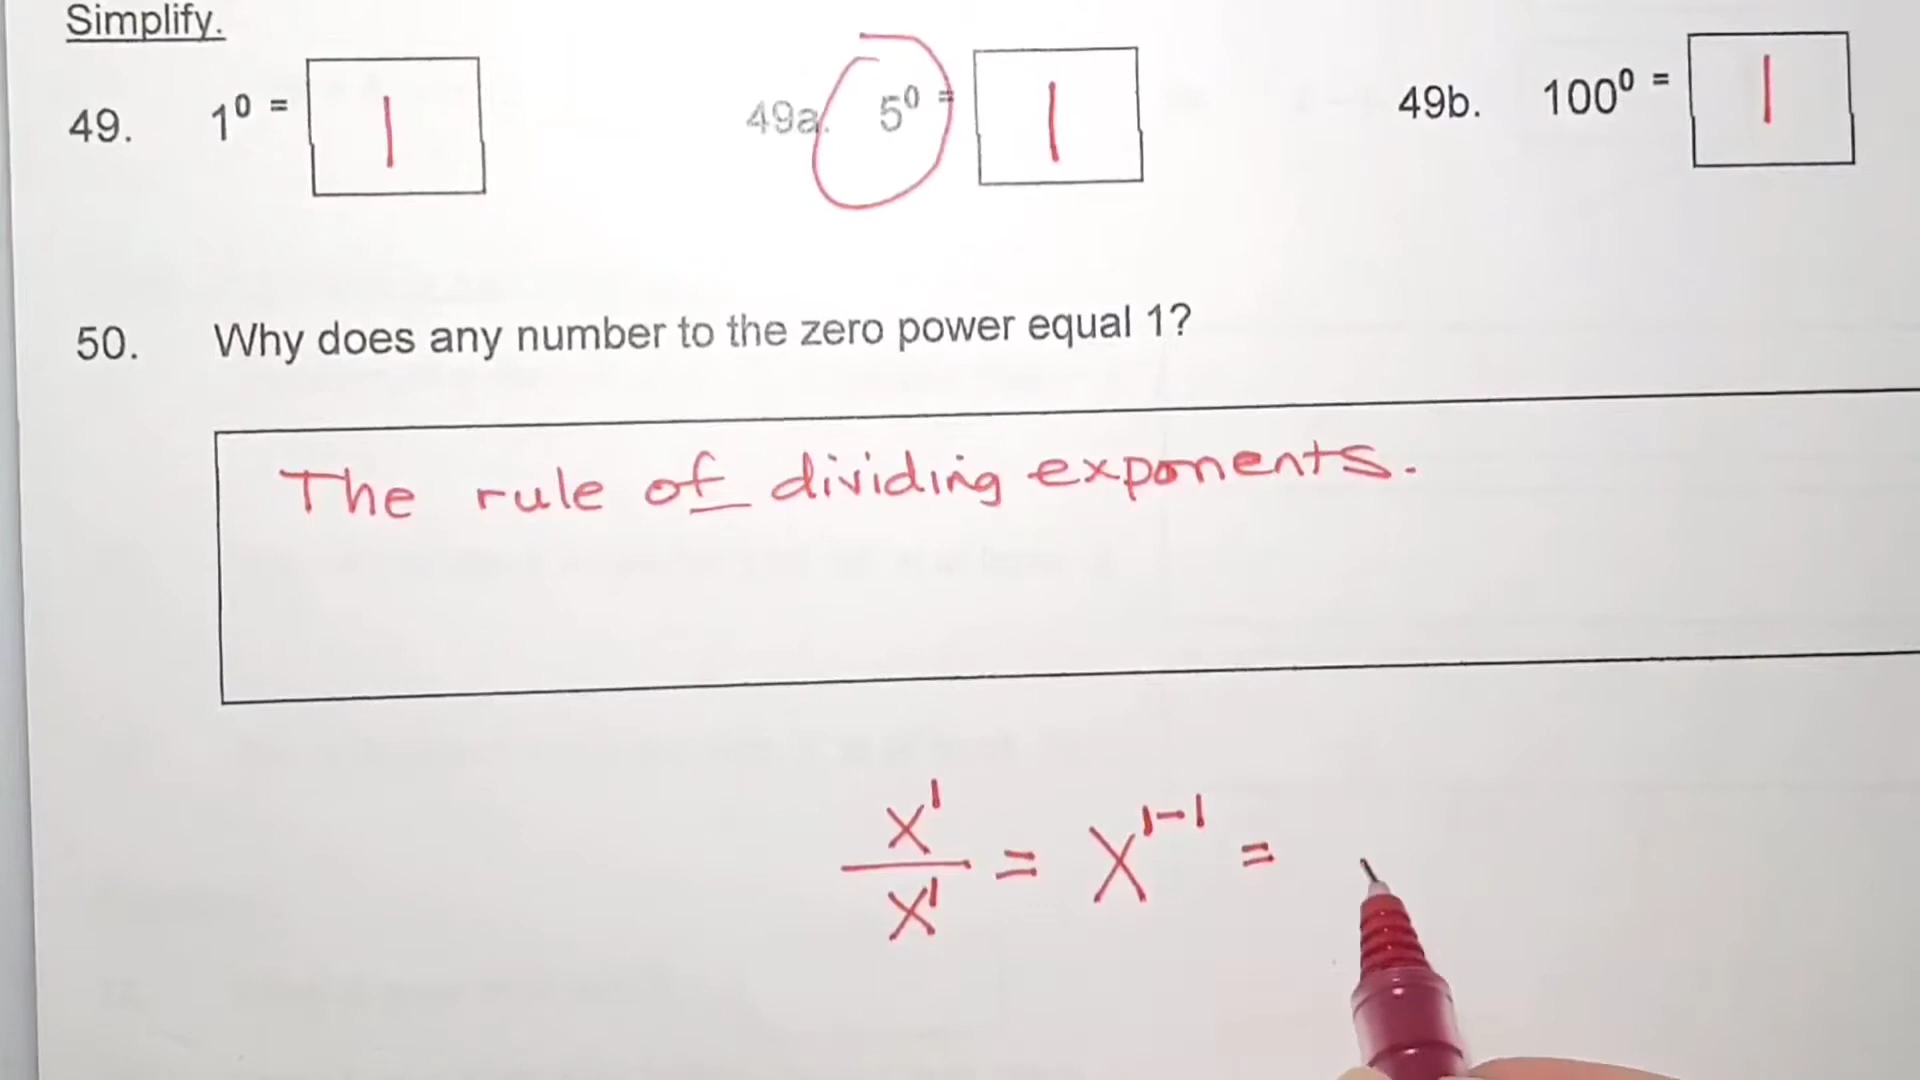 Simplify.
49. 1⁰ = 1 49a. 5⁰ = 1 49b. 100⁰ = 1
50. Why does any number to the zero power equal 1?
The rule of dividing exponents.
x¹/x¹ = x¹⁻¹ =